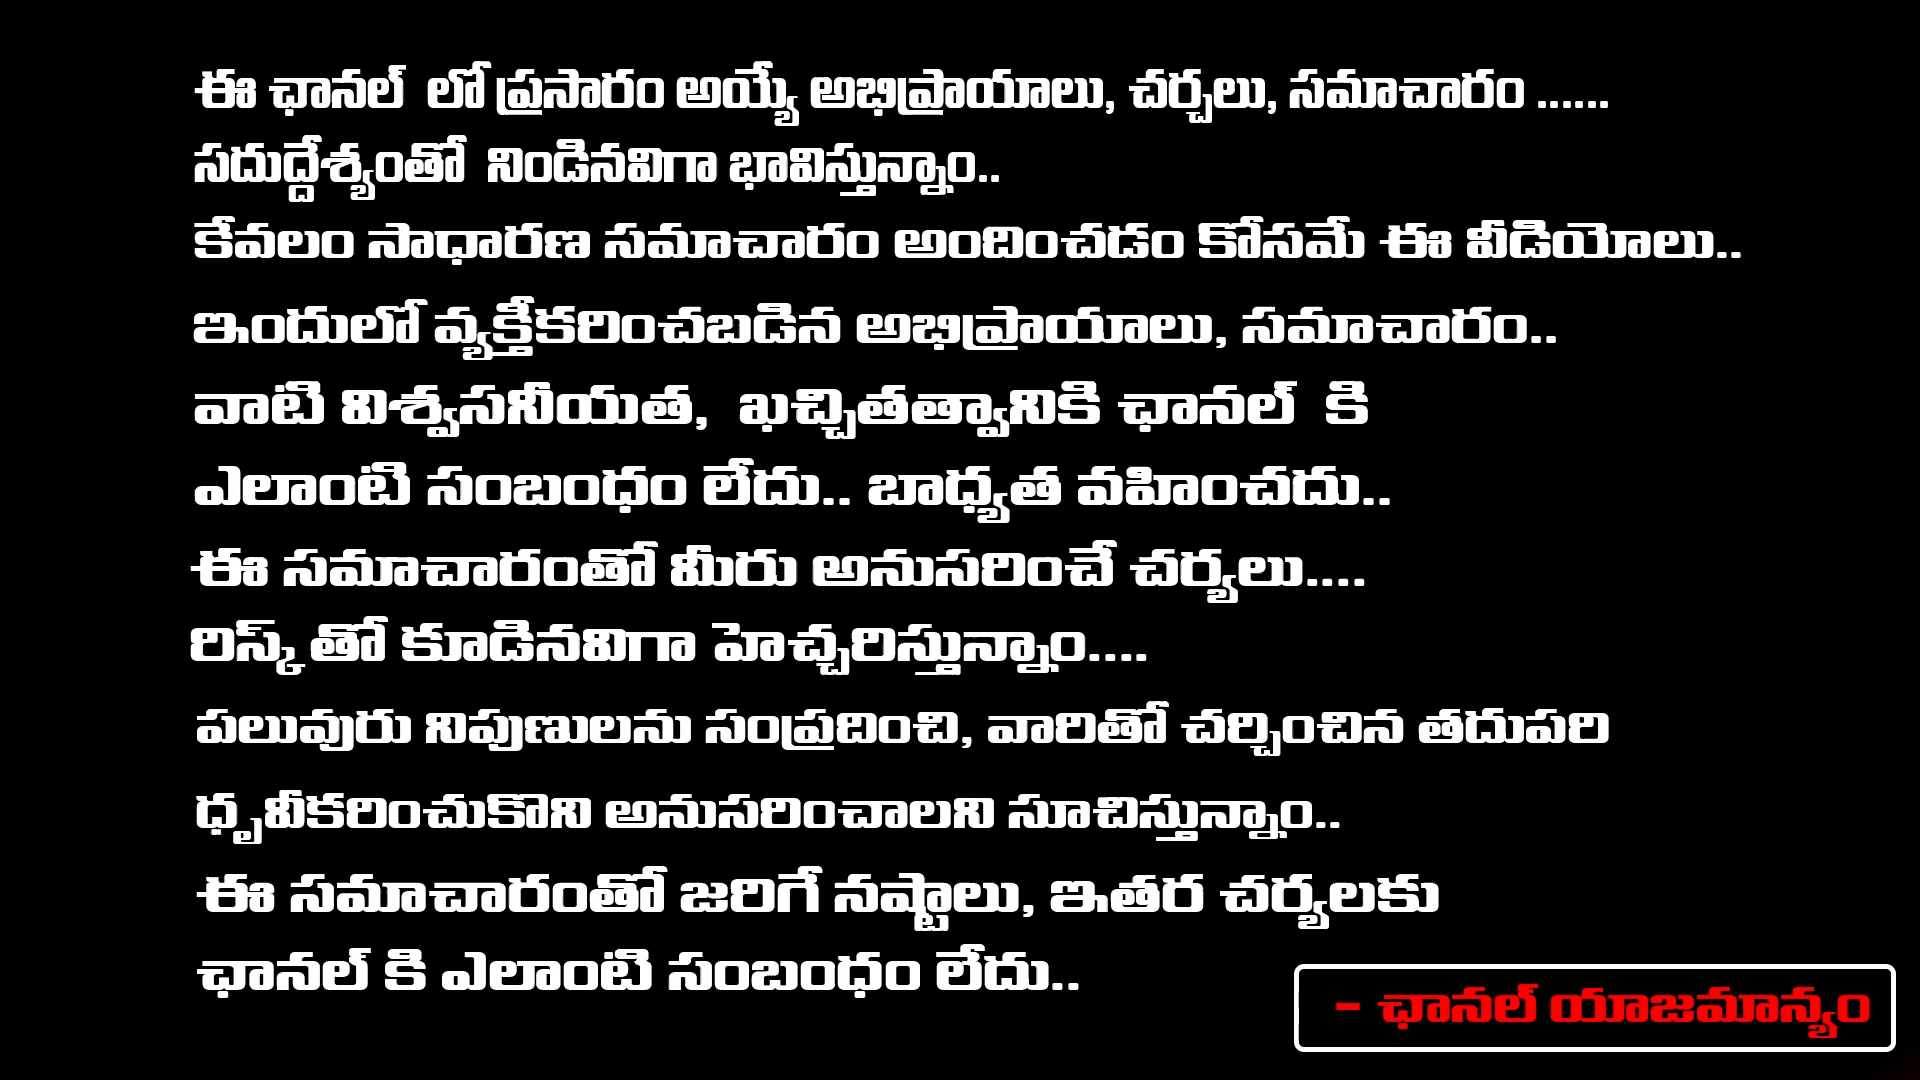 ఈ ఛానల్ లో ప్రసారం అయ్యే అభిప్రాయాలు, చర్చలు, సమాచారం ......
సదుద్దేశ్యంతో నిండినవిగా భావిస్తున్నాం..
కేవలం సాధారణ సమాచారం అందించడం కోసమే ఈ వీడియోలు..
ఇందులో వ్యక్తీకరించబడిన అభిప్రాయాలు, సమాచారం..
వాటి విశ్వసనీయత, ఖచ్చితత్వానికి ఛానల్ కి
ఎలాంటి సంబంధం లేదు.. బాధ్యత వహించదు..
ఈ సమాచారంతో మీరు అనుసరించే చర్యలు....
రిస్క్ తో కూడినవిగా హెచ్చరిస్తున్నాం....
పలువురు నిపుణులను సంప్రదించి, వారితో చర్చించిన తదుపరి
ధృవీకరించుకొని అనుసరించాలని సూచిస్తున్నాం..
ఈ సమాచారంతో జరిగే నష్టాలు, ఇతర చర్యలకు
ఛానల్ కి ఎలాంటి సంబంధం లేదు..
- ఛానల్ యాజమాన్యం